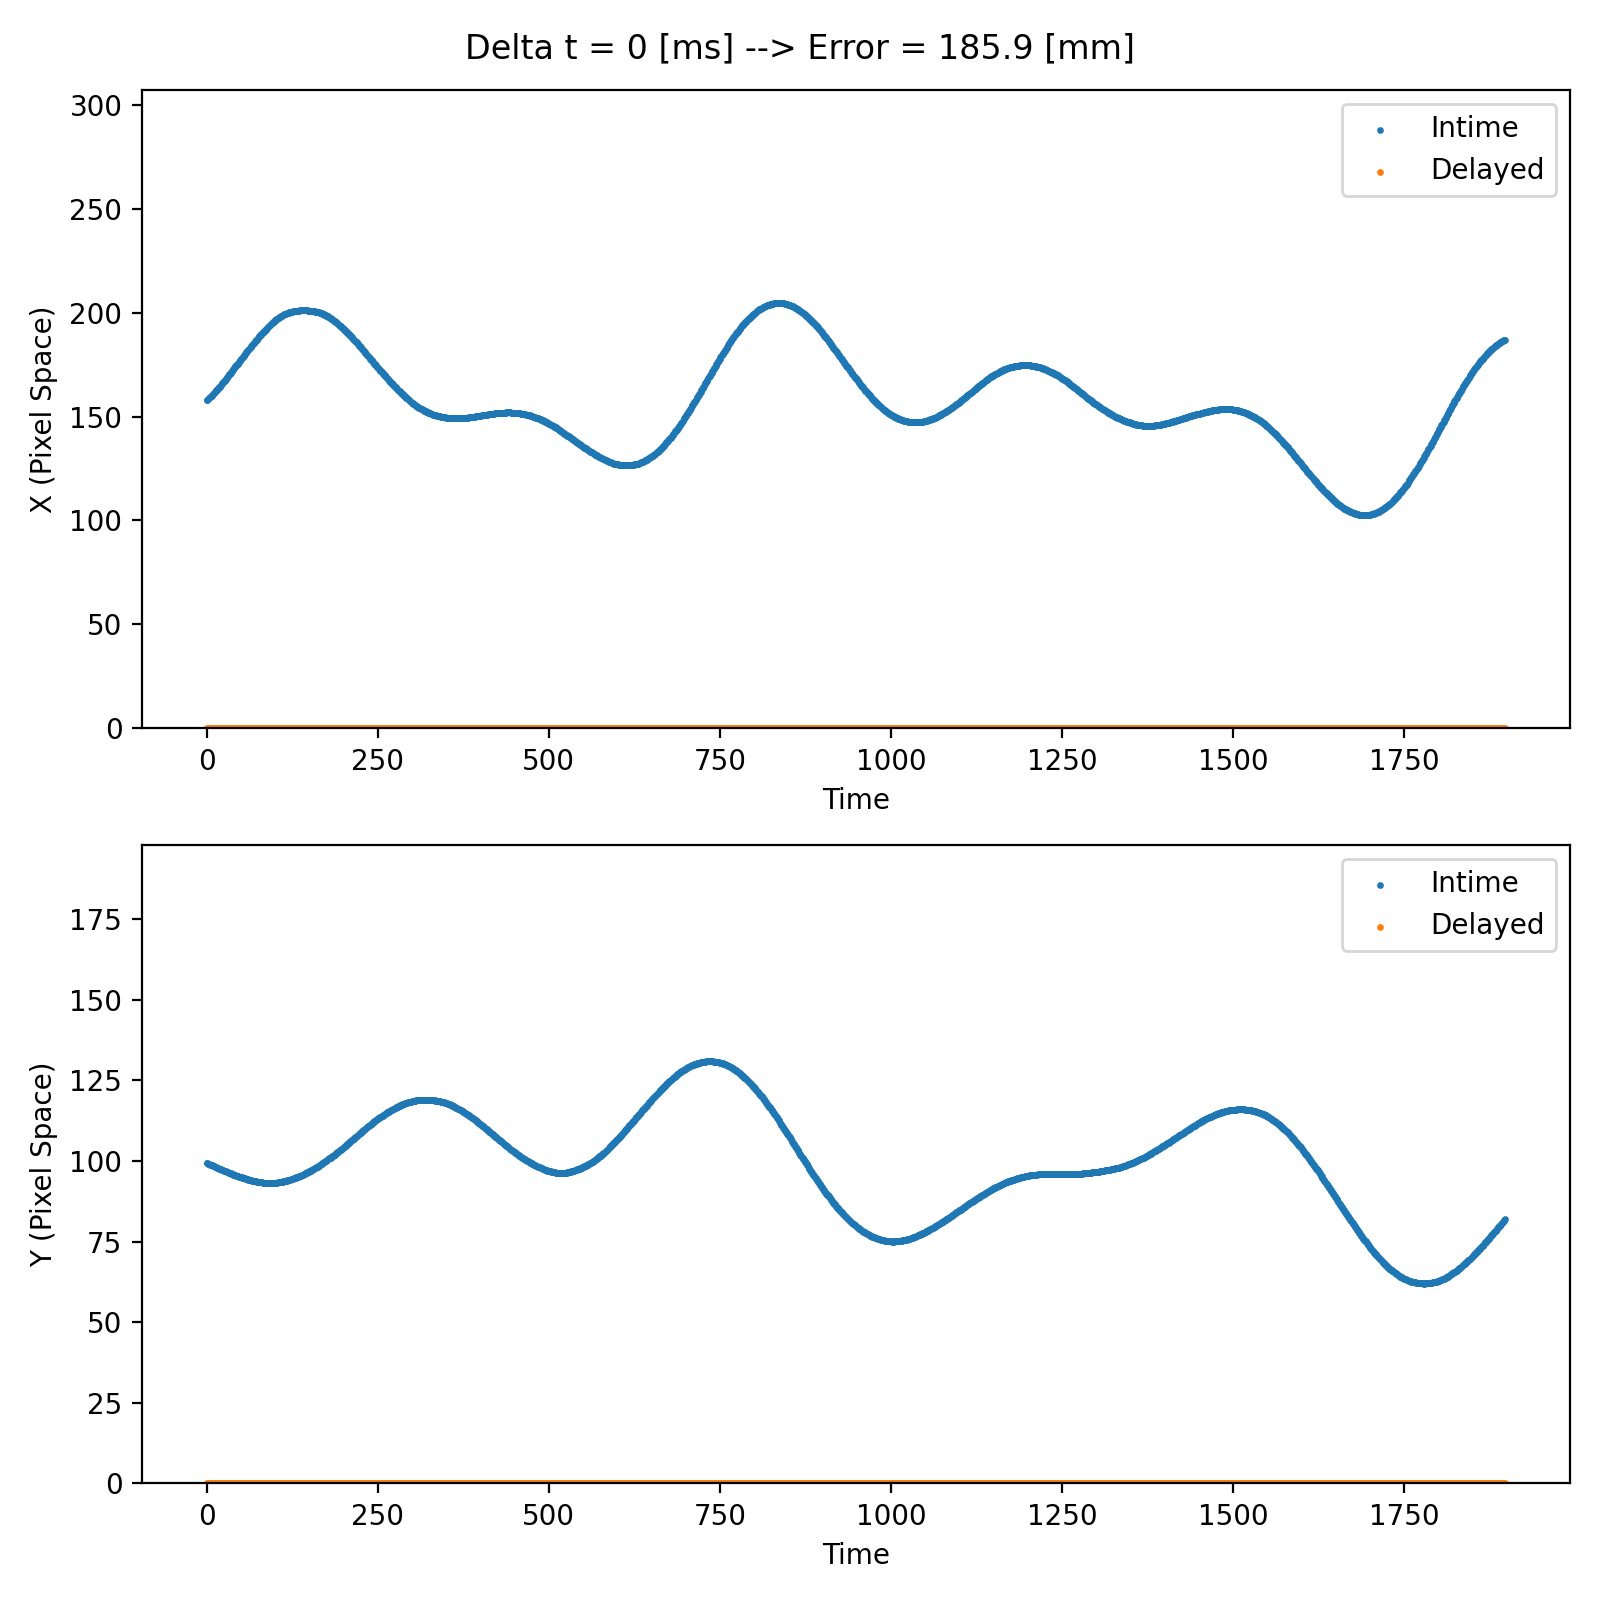 Delta t = 0 [ms] --> Error = 185.9 [mm]
300
250
200
150
100
50
0
X (Pixel Space)
Intime
Delayed
0 250 500 750 1000 1250 1500 1750
Time
175
150
125
100
75
50
25
0
Y (Pixel Space)
Intime
Delayed
0 250 500 750 1000 1250 1500 1750
Time